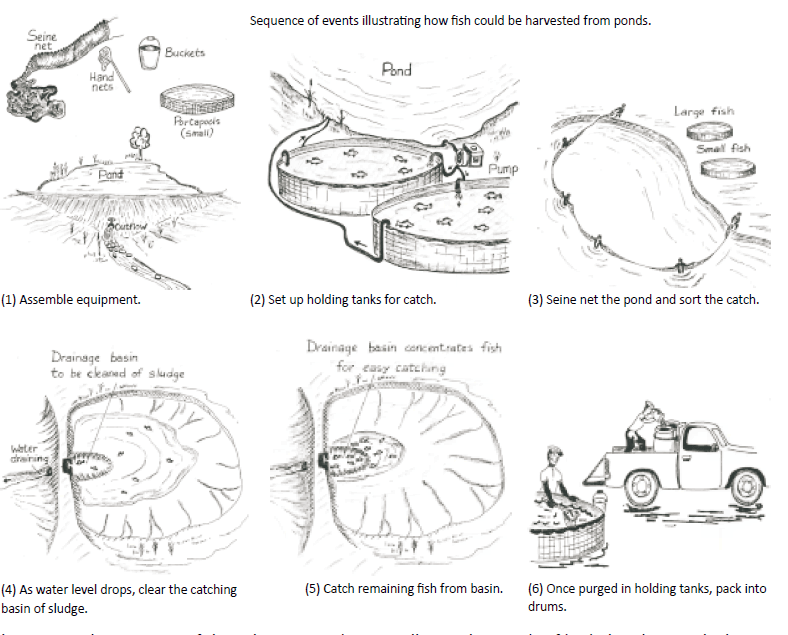 Sequence of events illustrating how fish could be harvested from ponds.
Seine
net
Buckets
Hand
nets
Portapools
(small)
Pond
Outflow
Pond
Pump
Large fish
Small fish
(1) Assemble equipment.
(2) Set up holding tanks for catch.
(3) Seine net the pond and sort the catch.
Drainage basin
to be cleaned of sludge
Water
draining
Drainage basin concentrates fish
for easy catching
(4) As water level drops, clear the catching
basin of sludge.
(5) Catch remaining fish from basin.
(6) Once purged in holding tanks, pack into
drums.